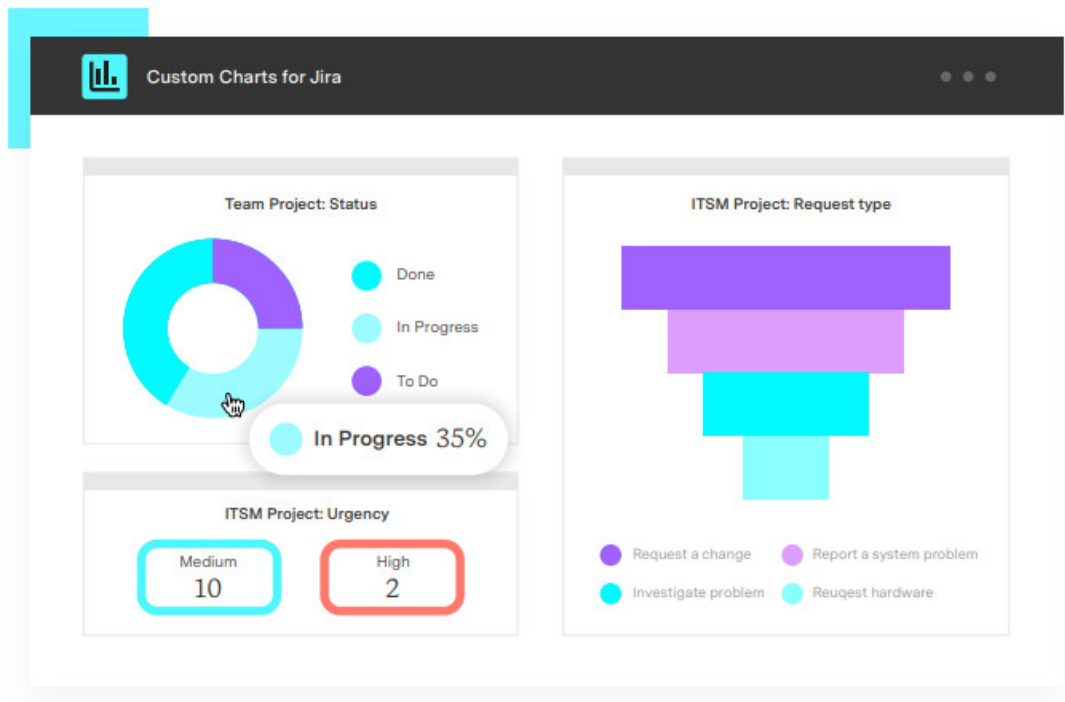 Custom Charts for Jira
Team Project: Status
Done
In Progress
To Do
In Progress 35%
ITSM Project: Urgency
Medium
10
High
2
ITSM Project: Request type
Request a change
Report a system problem
Investigate problem
Reuqest hardware